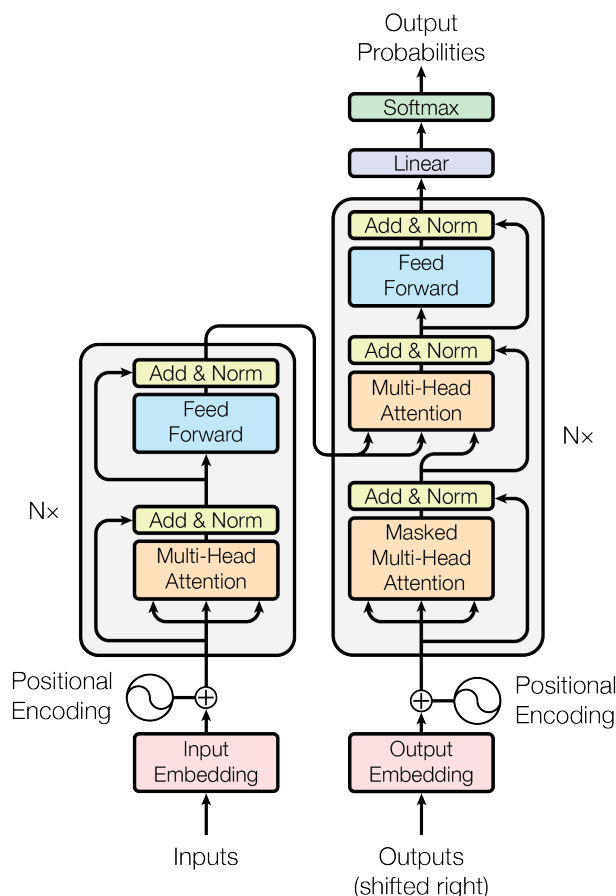 Output
Probabilities
Softmax
Linear
Add & Norm
Feed
Forward
Add & Norm
Multi-Head
Attention
Add & Norm
Masked
Multi-Head
Attention
N×
Add & Norm
Feed
Forward
Add & Norm
Multi-Head
Attention
N×
Positional
Encoding
Positional
Encoding
Input
Embedding
Output
Embedding
Inputs
Outputs
(shifted right)